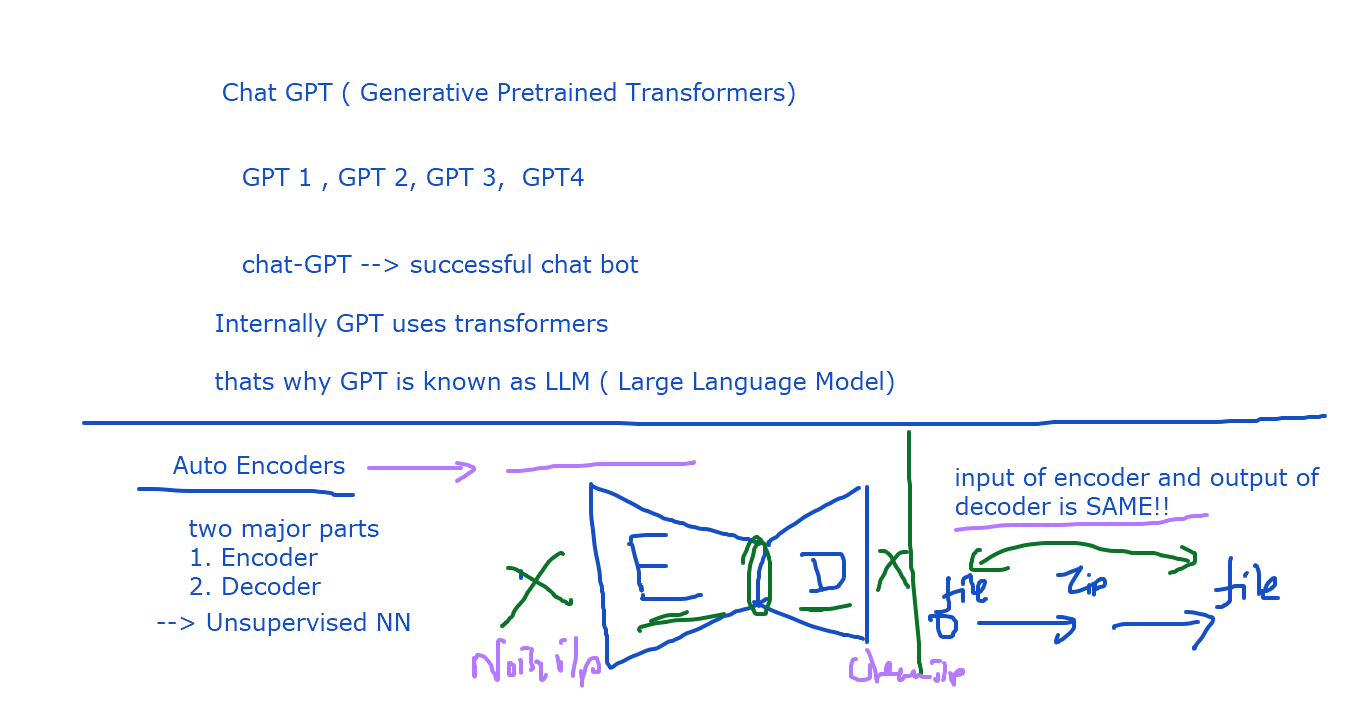 Chat GPT ( Generative Pretrained Transformers)
GPT 1 , GPT 2, GPT 3,  GPT4
chat-GPT --> successful chat bot
Internally GPT uses transformers
thats why GPT is known as LLM ( Large Language Model)
Auto Encoders
two major parts
1. Encoder
2. Decoder
--> Unsupervised NN
X
E
D
X
i/p
input of encoder and output of
decoder is SAME!!
file
Zip
file